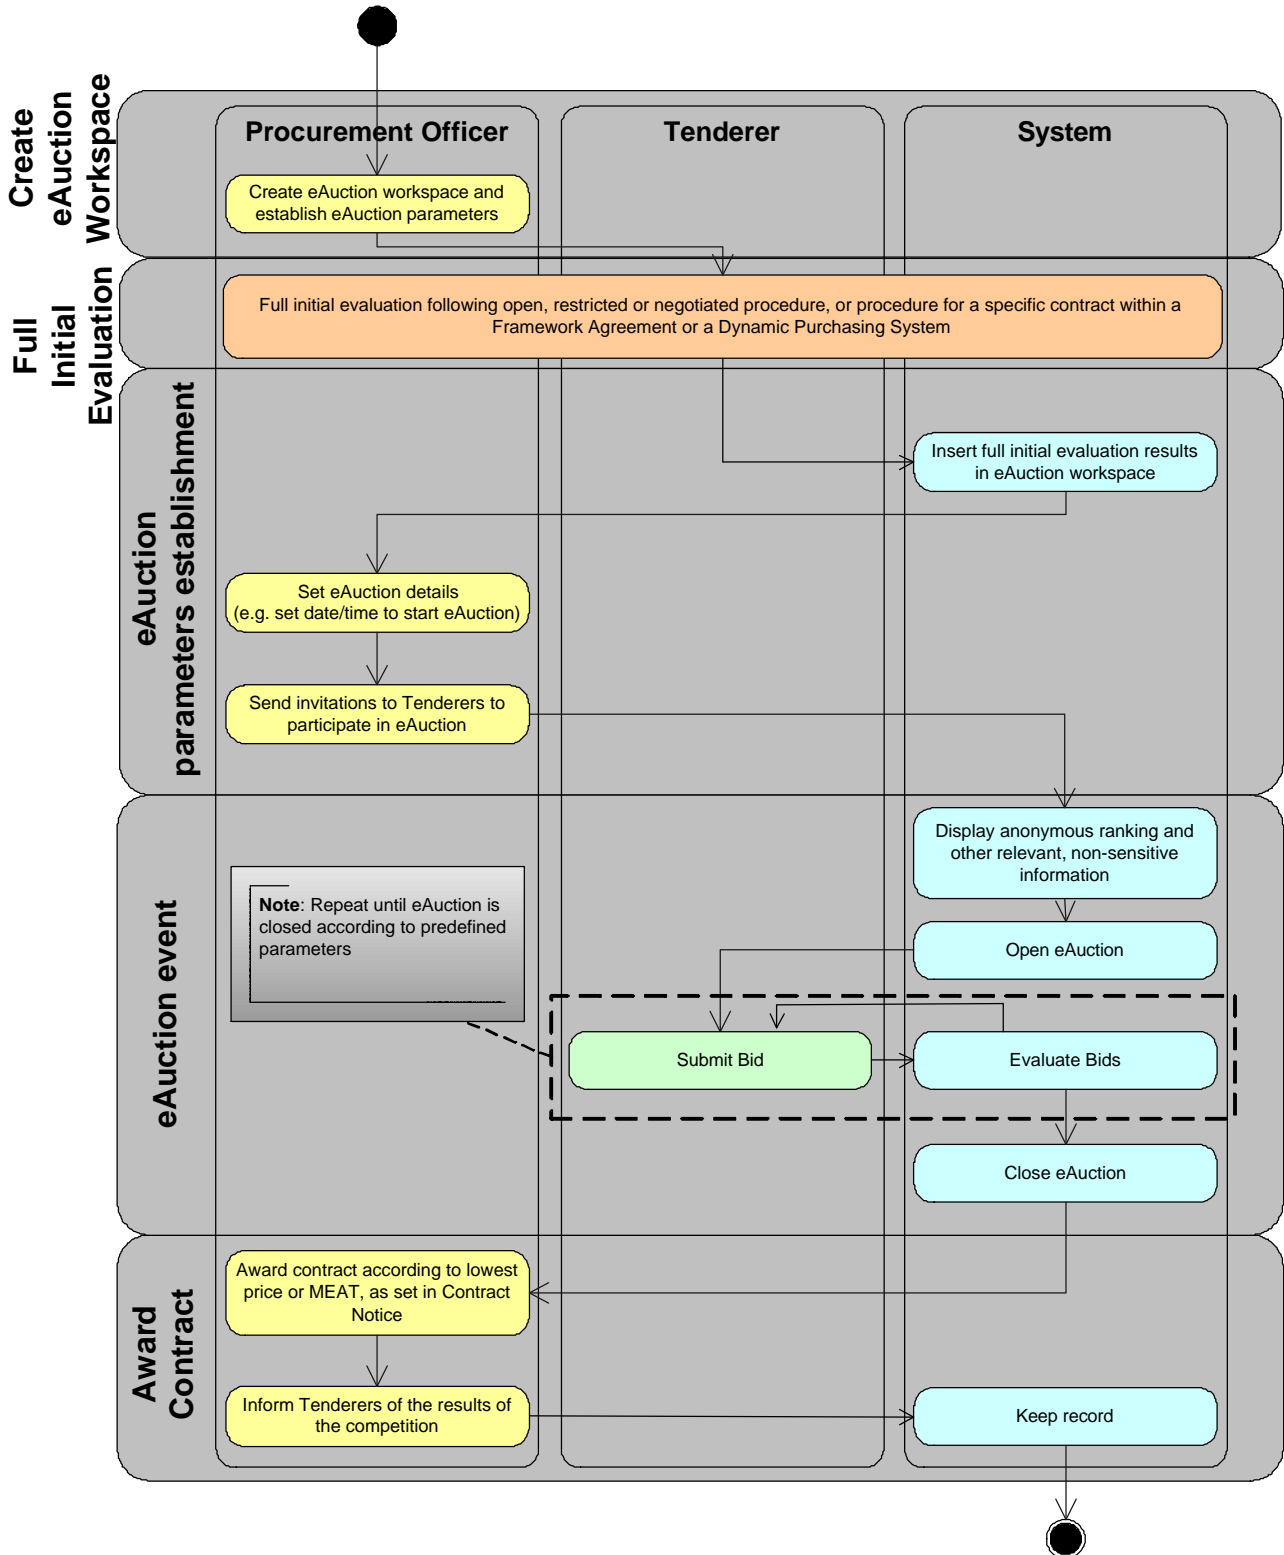 Create
eAuction
Workspace
Procurement Officer
Tenderer
System
Create eAuction workspace and
establish eAuction parameters
Full
Initial
Evaluation
Full initial evaluation following open, restricted or negotiated procedure, or procedure for a specific contract within a
Framework Agreement or a Dynamic Purchasing System
eAuction
parameters establishment
Insert full initial evaluation results
in eAuction workspace
Set eAuction details
(e.g. set date/time to start eAuction)
Send invitations to Tenderers to
participate in eAuction
eAuction event
Display anonymous ranking and
other relevant, non-sensitive
information
Note: Repeat until eAuction is
closed according to predefined
parameters
Open eAuction
Submit Bid
Evaluate Bids
Close eAuction
Award
Contract
Award contract according to lowest
price or MEAT, as set in Contract
Notice
Inform Tenderers of the results of
the competition
Keep record